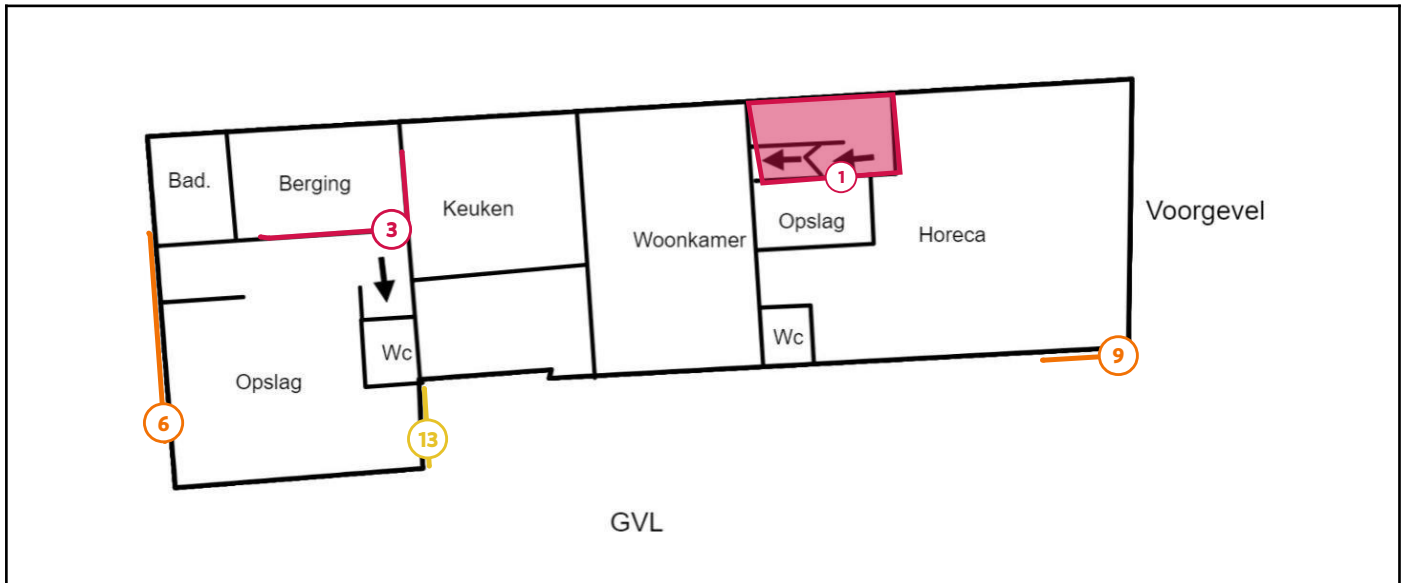 Bad.
Berging
Keuken
Woonkamer
1
Opslag
Horeca
Voorgevel
3
Wc
Wc
Opslag
6
9
13
GVL